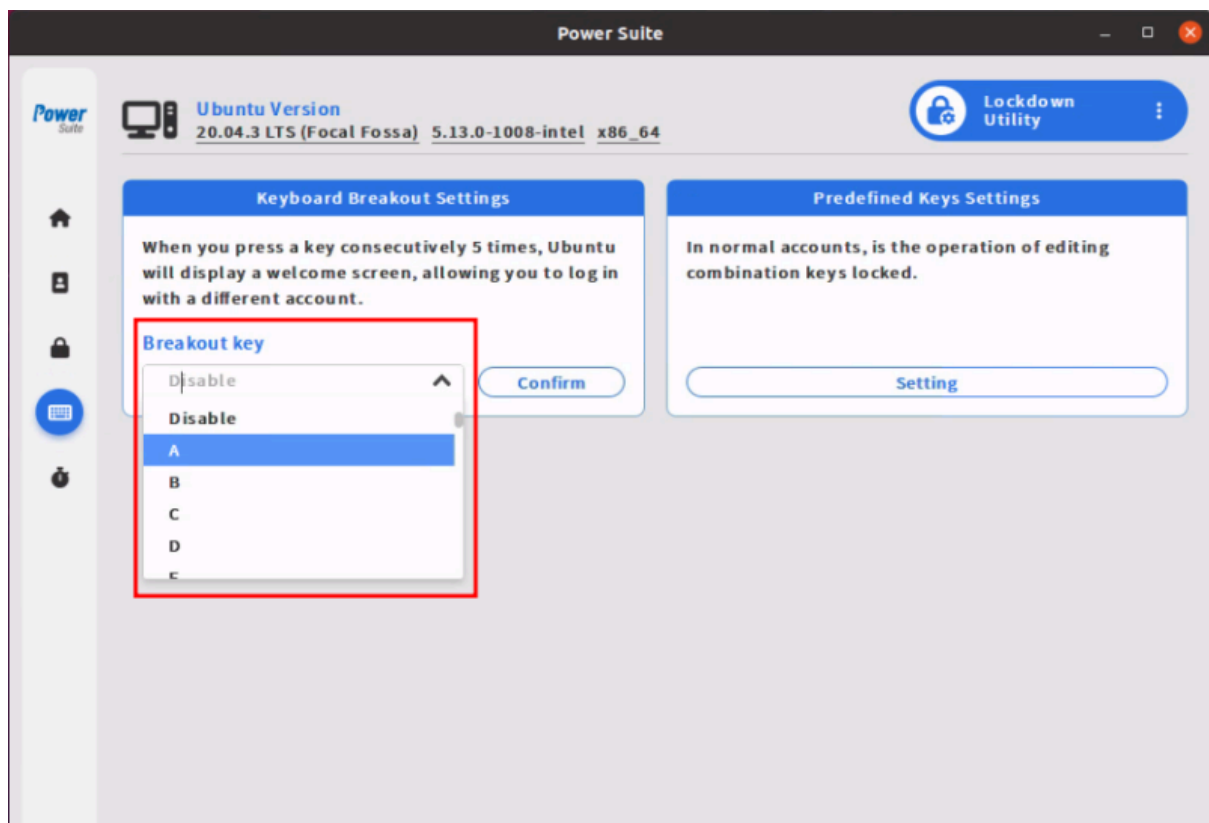 Power Suite
Power
Suite
Ubuntu Version
20.04.3 LTS (Focal Fossa) 5.13.0-1008-intel x86_64
Lockdown
Utility
Keyboard Breakout Settings
When you press a key consecutively 5 times, Ubuntu
will display a welcome screen, allowing you to log in
with a different account.
Breakout key
Disable
Confirm
Disable
A
B
C
D
Predefined Keys Settings
In normal accounts, is the operation of editing
combination keys locked.
Setting